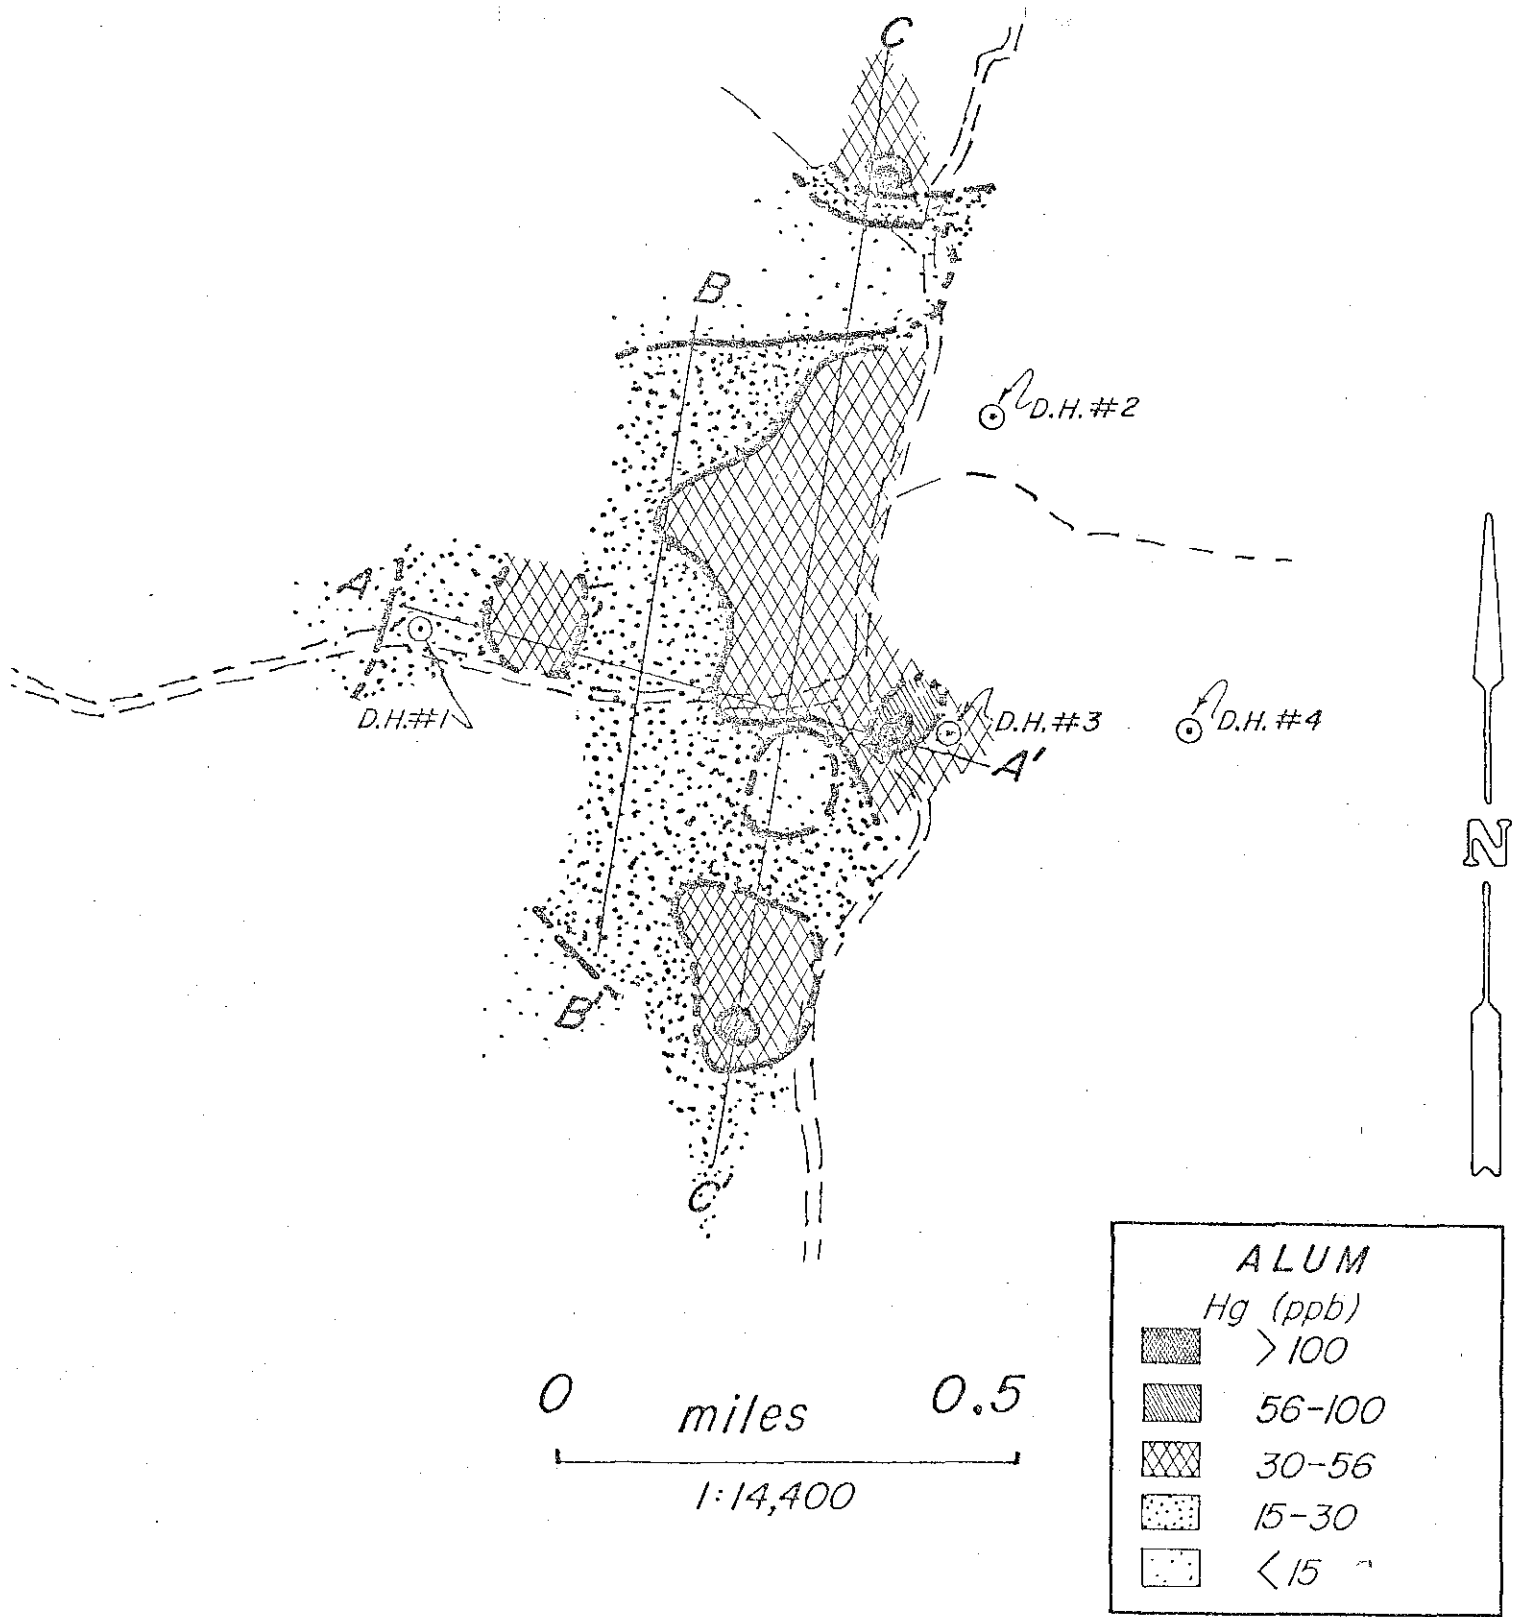 C
B
D.H.#2
A
D.H.#1
D.H.#3
D.H.#4
A'
N
B'
C'
ALUM
Hg (ppb)
>100
56-100
30-56
15-30
<15
0 miles 0.5
1:14,400